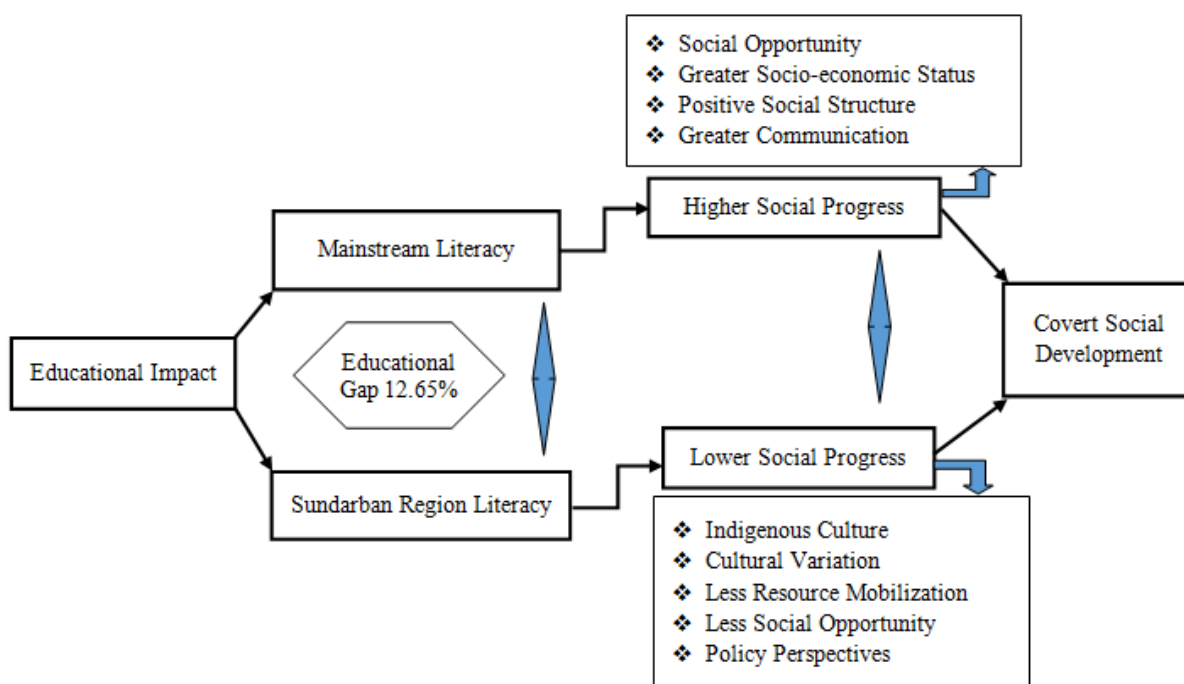 ❖ Social Opportunity
❖ Greater Socio-economic Status
❖ Positive Social Structure
❖ Greater Communication
Higher Social Progress
Mainstream Literacy
Covert Social
Development
Educational
Gap 12.65%
Educational Impact
Lower Social Progress
Sundarban Region Literacy
❖ Indigenous Culture
❖ Cultural Variation
❖ Less Resource Mobilization
❖ Less Social Opportunity
❖ Policy Perspectives